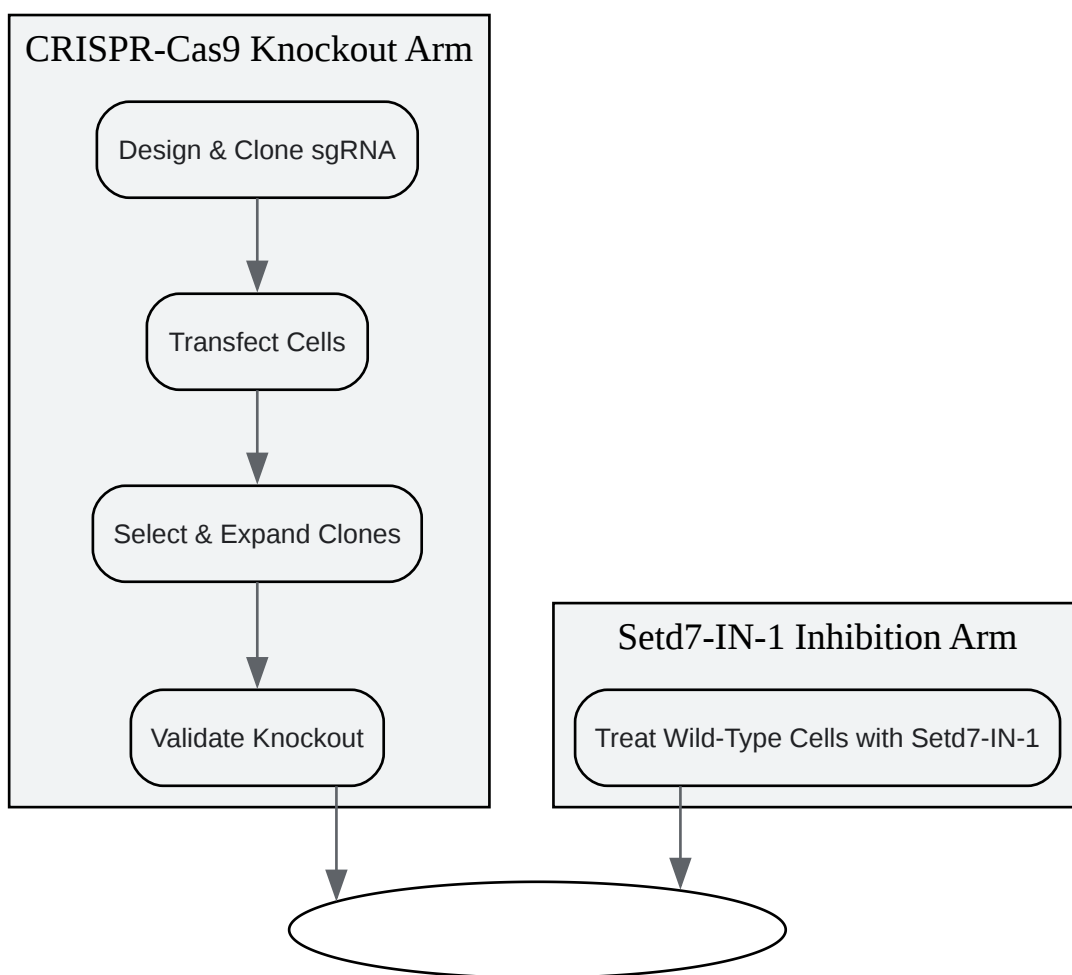 CRISPR-Cas9 Knockout Arm
Design & Clone sgRNA
Transfect Cells
Select & Expand Clones
Validate Knockout
Setd7-IN-1 Inhibition Arm
Treat Wild-Type Cells with Setd7-IN-1